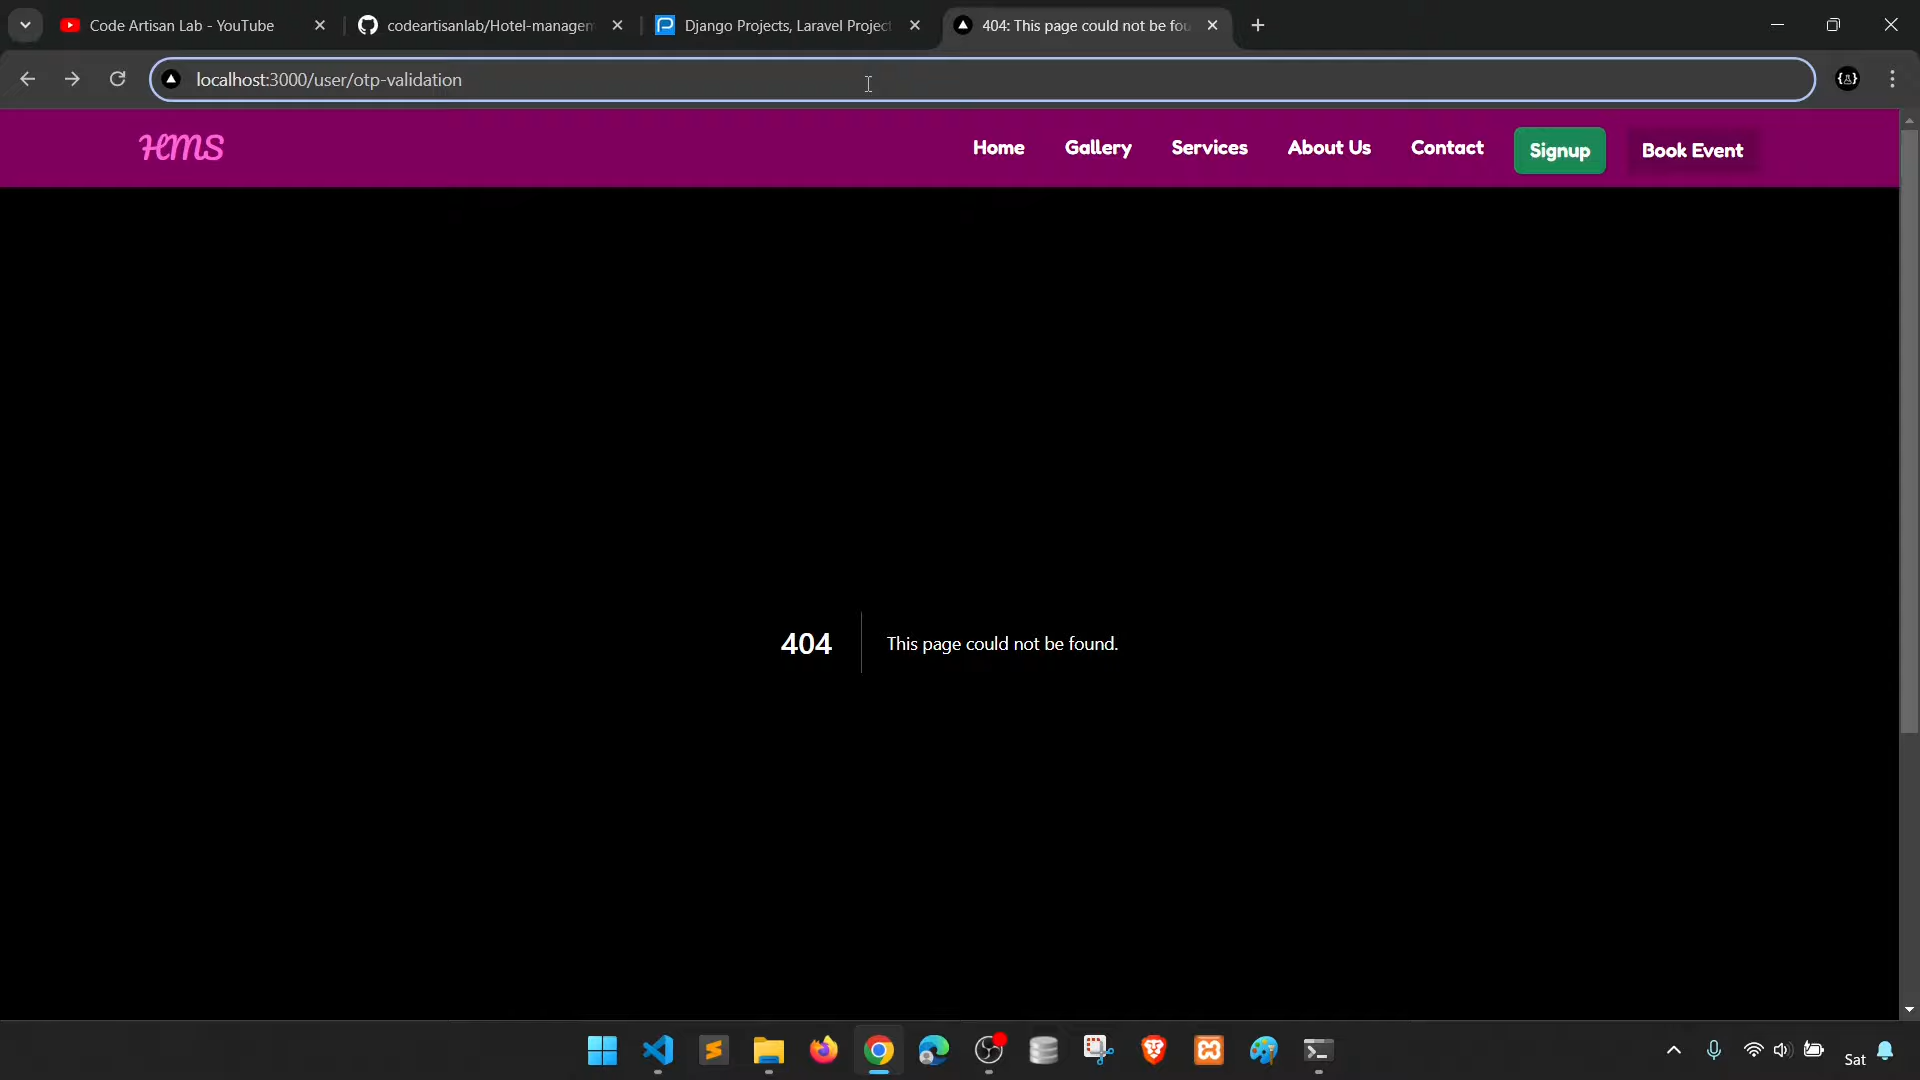 Code Artisan Lab - YouTube
codeartisanlab/Hotel-managem
Django Projects, Laravel Project
404: This page could not be fou
localhost:3000/user/otp-validation
HMS
Home
Gallery
Services
About Us
Contact
Signup
Book Event
404
This page could not be found.
Sat